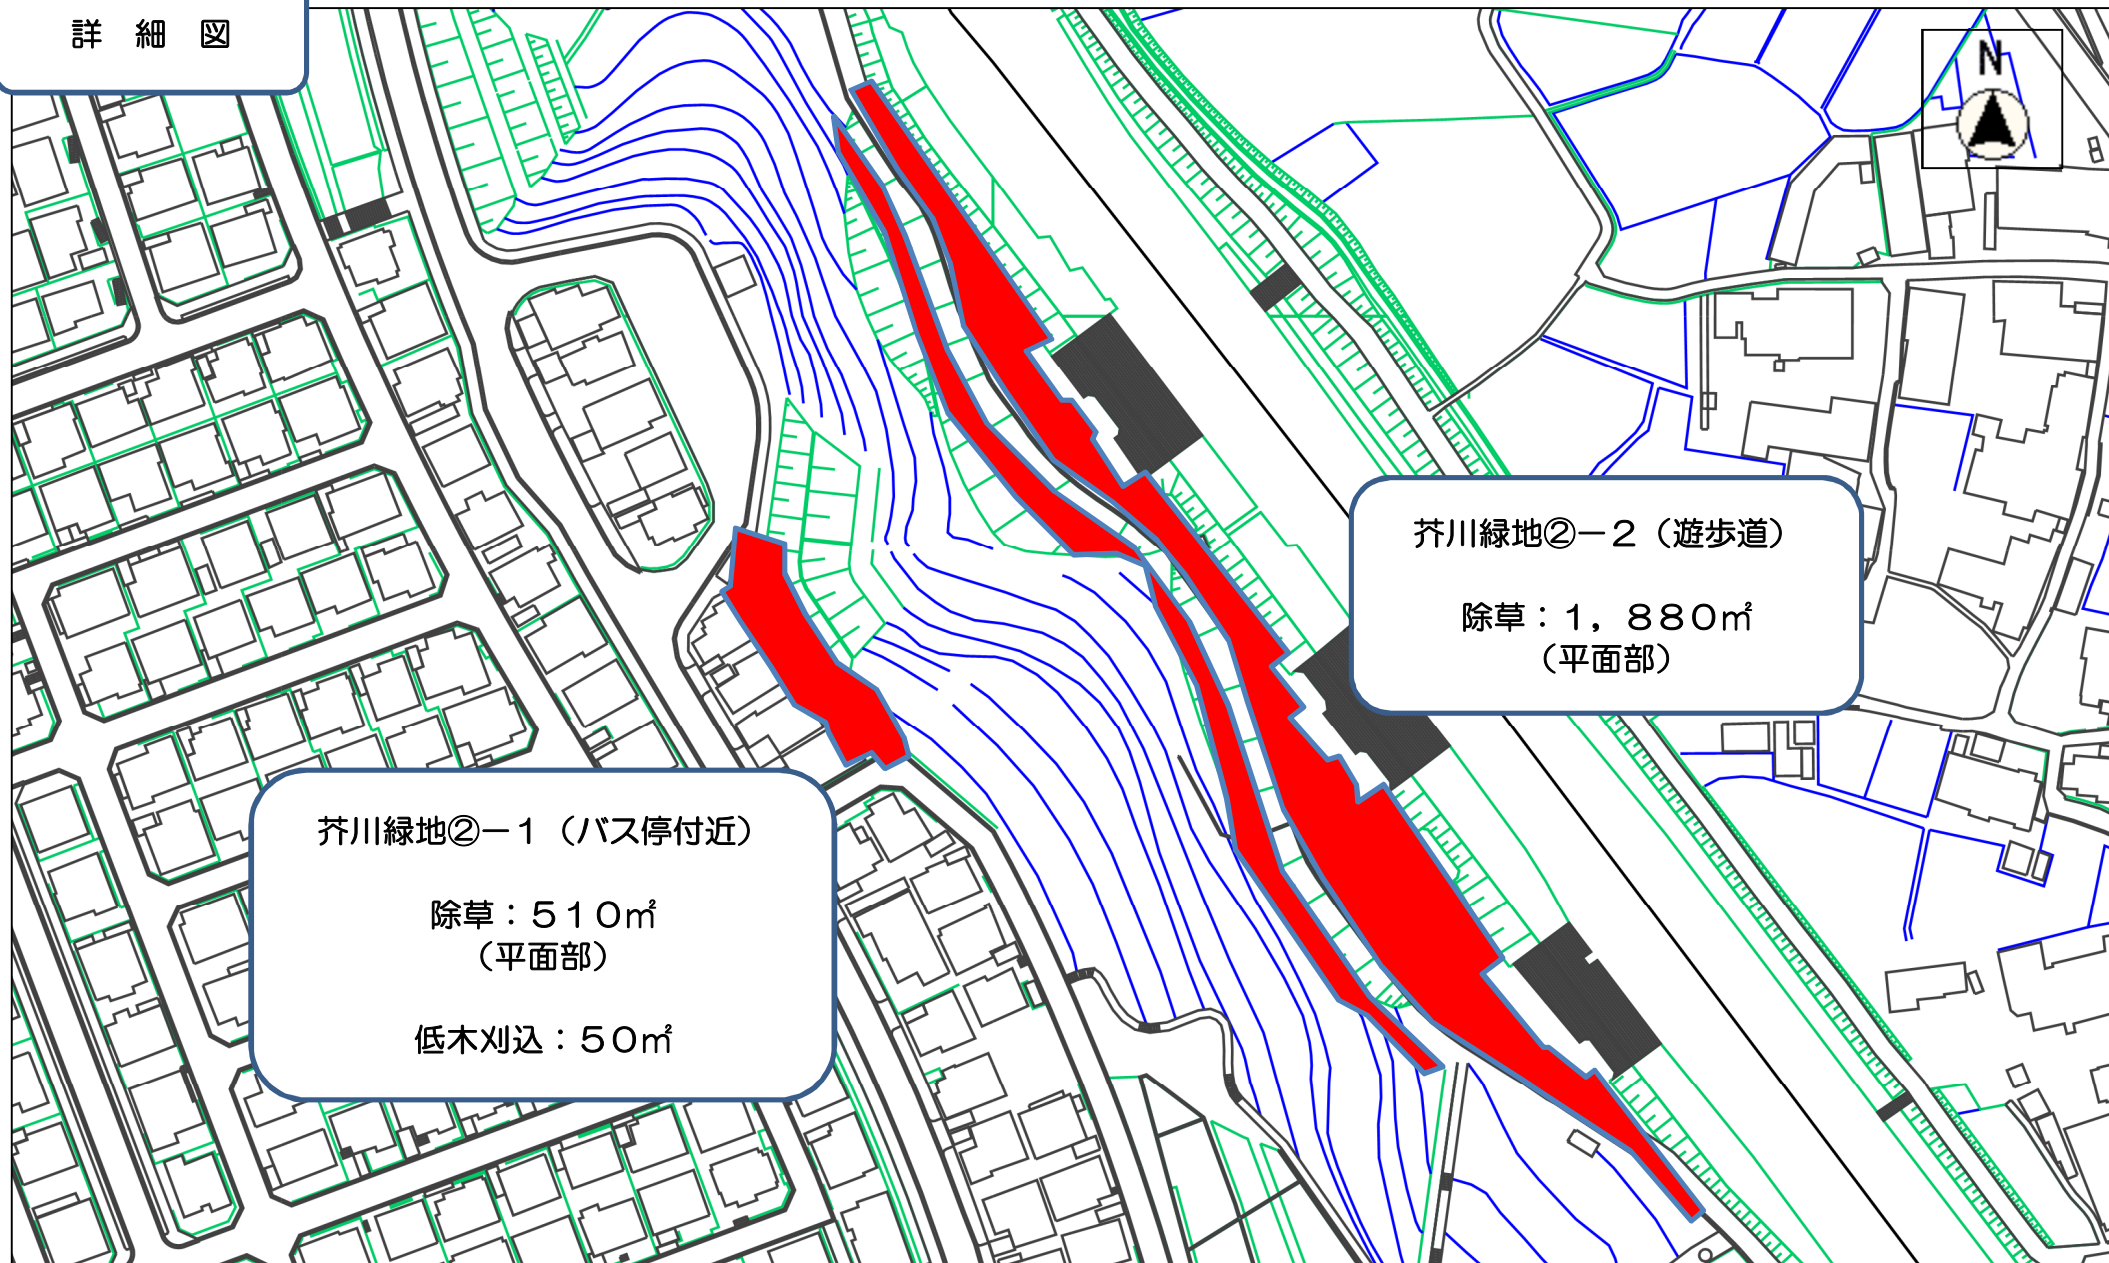 詳 細 図
N
芥川緑地②－２（遊歩道）
除草：１，８８０㎡
（平面部）
芥川緑地②－１（バス停付近）
除草：５１０㎡
（平面部）
低木刈込：５０㎡